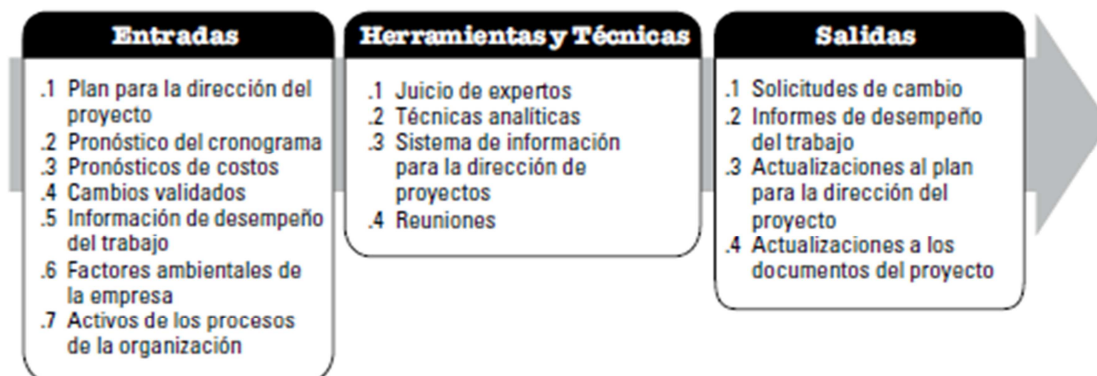 Entradas
.1 Plan para la dirección del
proyecto
.2 Pronóstico del cronograma
.3 Pronósticos de costos
.4 Cambios validados
.5 Información de desempeño
del trabajo
.6 Factores ambientales de
la empresa
.7 Activos de los procesos
de la organización
Herramientas y Técnicas
.1 Juicio de expertos
.2 Técnicas analíticas
.3 Sistema de información
para la dirección de
proyectos
.4 Reuniones
Salidas
.1 Solicitudes de cambio
.2 Informes de desempeño
del trabajo
.3 Actualizaciones al plan
para la dirección del
proyecto
.4 Actualizaciones a los
documentos del proyecto